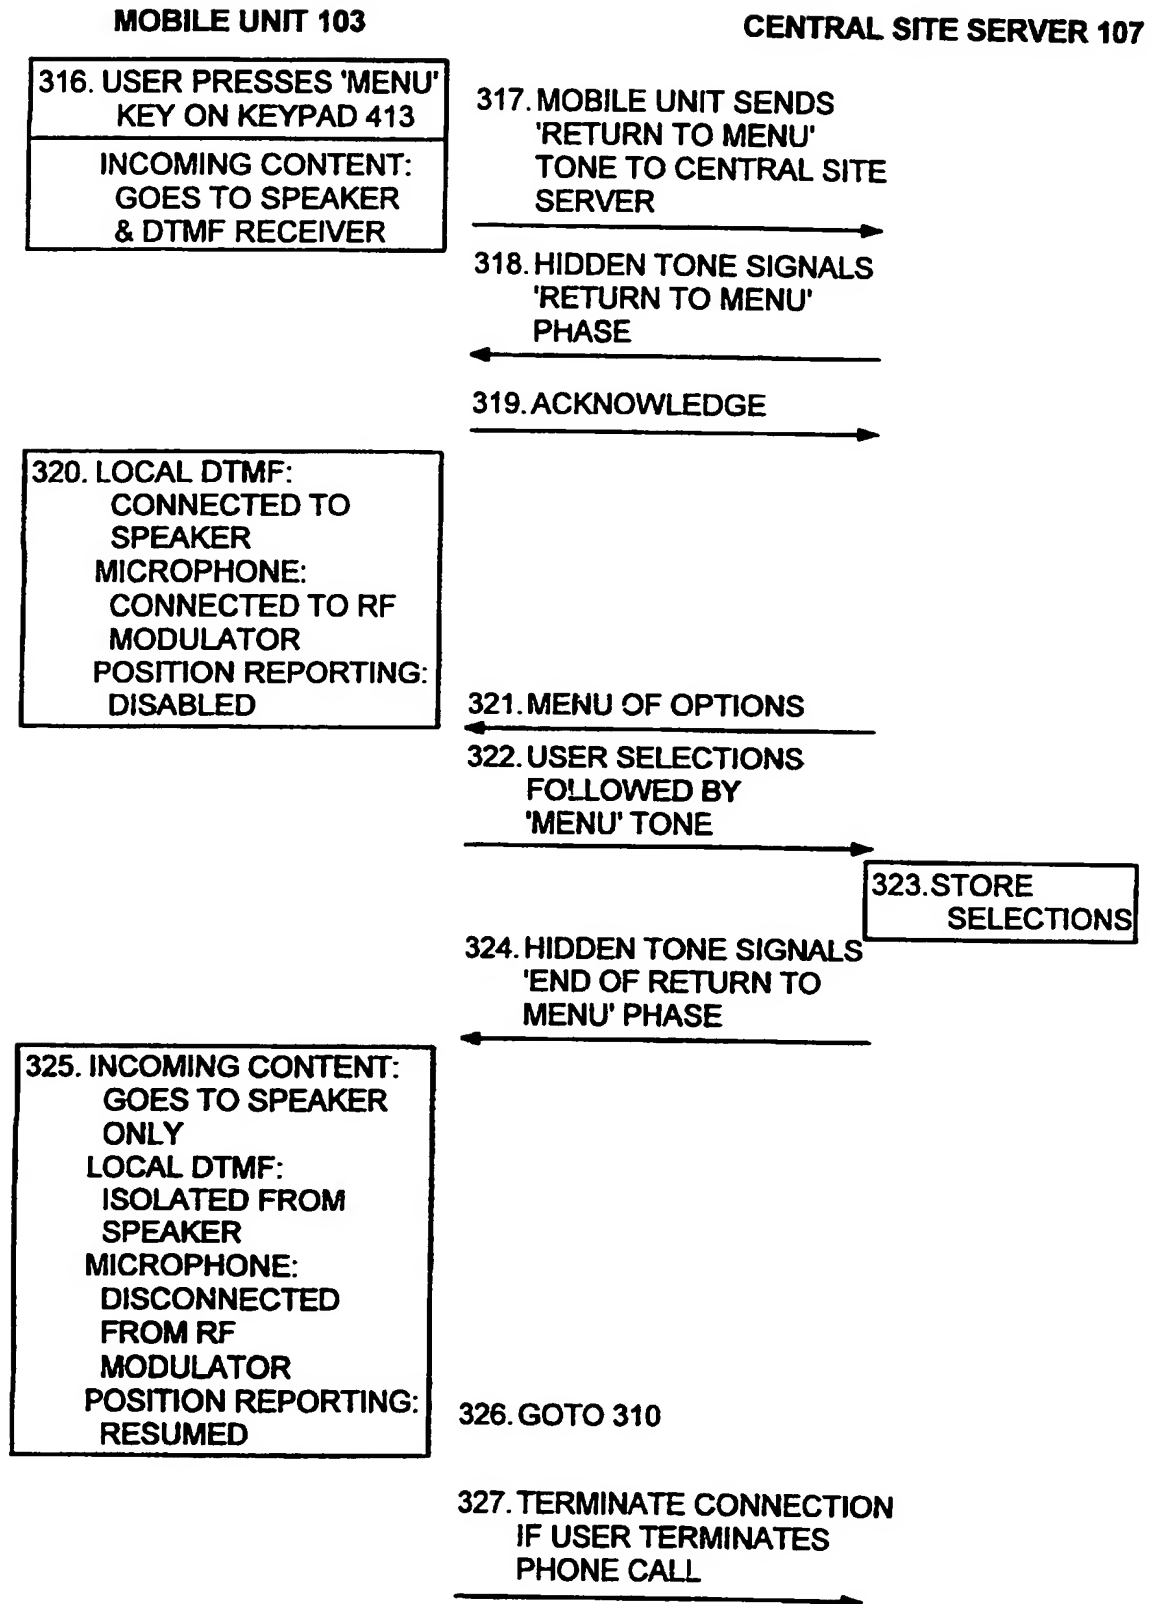 MOBILE UNIT 103
CENTRAL SITE SERVER 107
316. USER PRESSES 'MENU'
KEY ON KEYPAD 413
INCOMING CONTENT:
GOES TO SPEAKER
& DTMF RECEIVER
317. MOBILE UNIT SENDS
'RETURN TO MENU'
TONE TO CENTRAL SITE
SERVER
318. HIDDEN TONE SIGNALS
'RETURN TO MENU'
PHASE
319. ACKNOWLEDGE
320. LOCAL DTMF:
CONNECTED TO
SPEAKER
MICROPHONE:
CONNECTED TO RF
MODULATOR
POSITION REPORTING:
DISABLED
321. MENU OF OPTIONS
322. USER SELECTIONS
FOLLOWED BY
'MENU' TONE
323. STORE
SELECTIONS
324. HIDDEN TONE SIGNALS
'END OF RETURN TO
MENU' PHASE
325. INCOMING CONTENT:
GOES TO SPEAKER
ONLY
LOCAL DTMF:
ISOLATED FROM
SPEAKER
MICROPHONE:
DISCONNECTED
FROM RF
MODULATOR
POSITION REPORTING:
RESUMED
326. GOTO 310
327. TERMINATE CONNECTION
IF USER TERMINATES
PHONE CALL